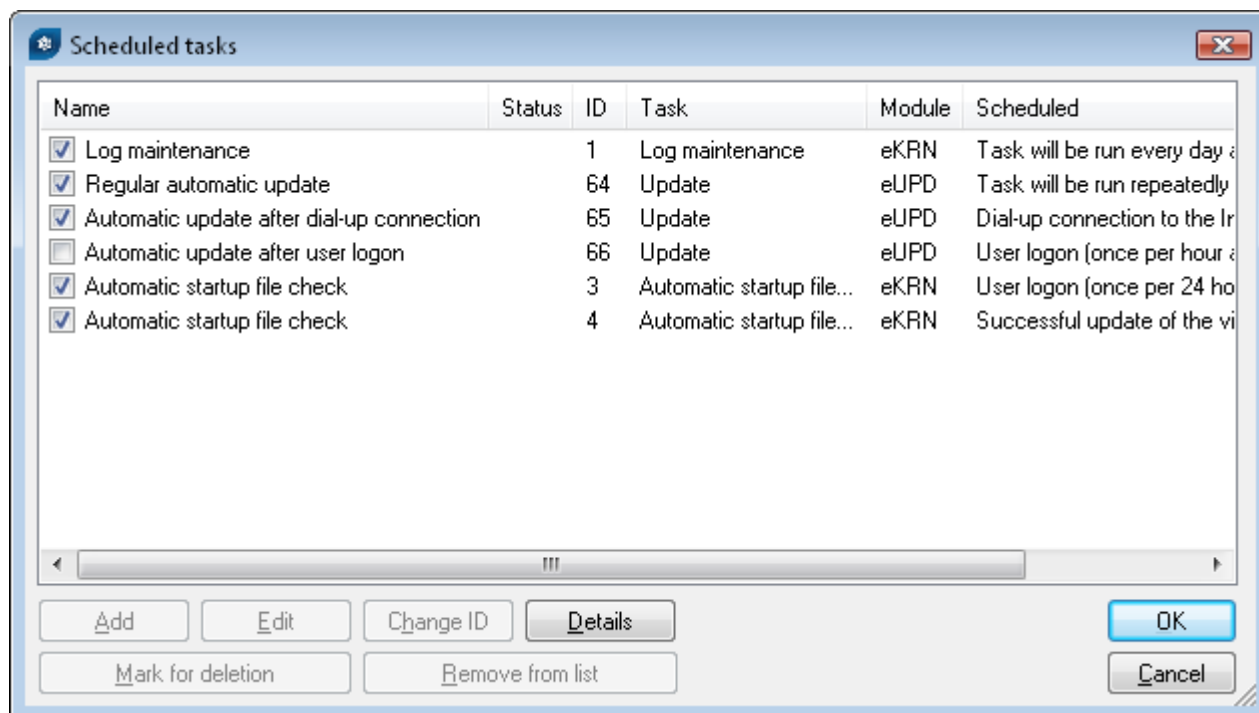 Scheduled tasks
Name Status ID Task Module Scheduled
Log maintenance 1 Log maintenance eKRN Task will be run every day a
Regular automatic update 64 Update eUPD Task will be run repeatedly
Automatic update after dial-up connection 65 Update eUPD Dial-up connection to the Ir
Automatic update after user logon 66 Update eUPD User logon (once per hour a
Automatic startup file check 3 Automatic startup file... eKRN User logon (once per 24 ho
Automatic startup file check 4 Automatic startup file... eKRN Successful update of the vi
Add Edit Change ID Details OK
Mark for deletion Remove from list Cancel